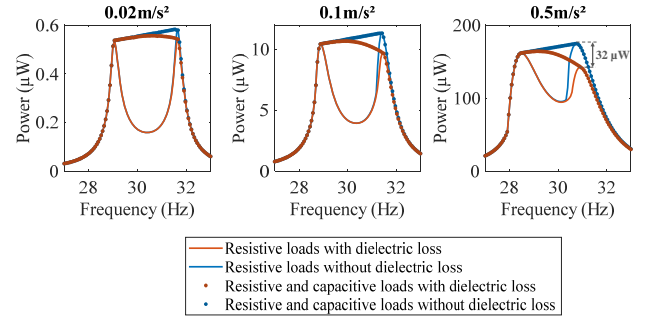 0.02m/s² 0.1m/s² 0.5m/s²
0.6 0.4 0.2 0
Power (µW)
28 30 32
Frequency (Hz)
10 5 0
Power (µW)
28 30 32
Frequency (Hz)
200 100 0
Power (µW)
32 µW
28 30 32
Frequency (Hz)
Resistive loads with dielectric loss
Resistive loads without dielectric loss
Resistive and capacitive loads with dielectric loss
Resistive and capacitive loads without dielectric loss